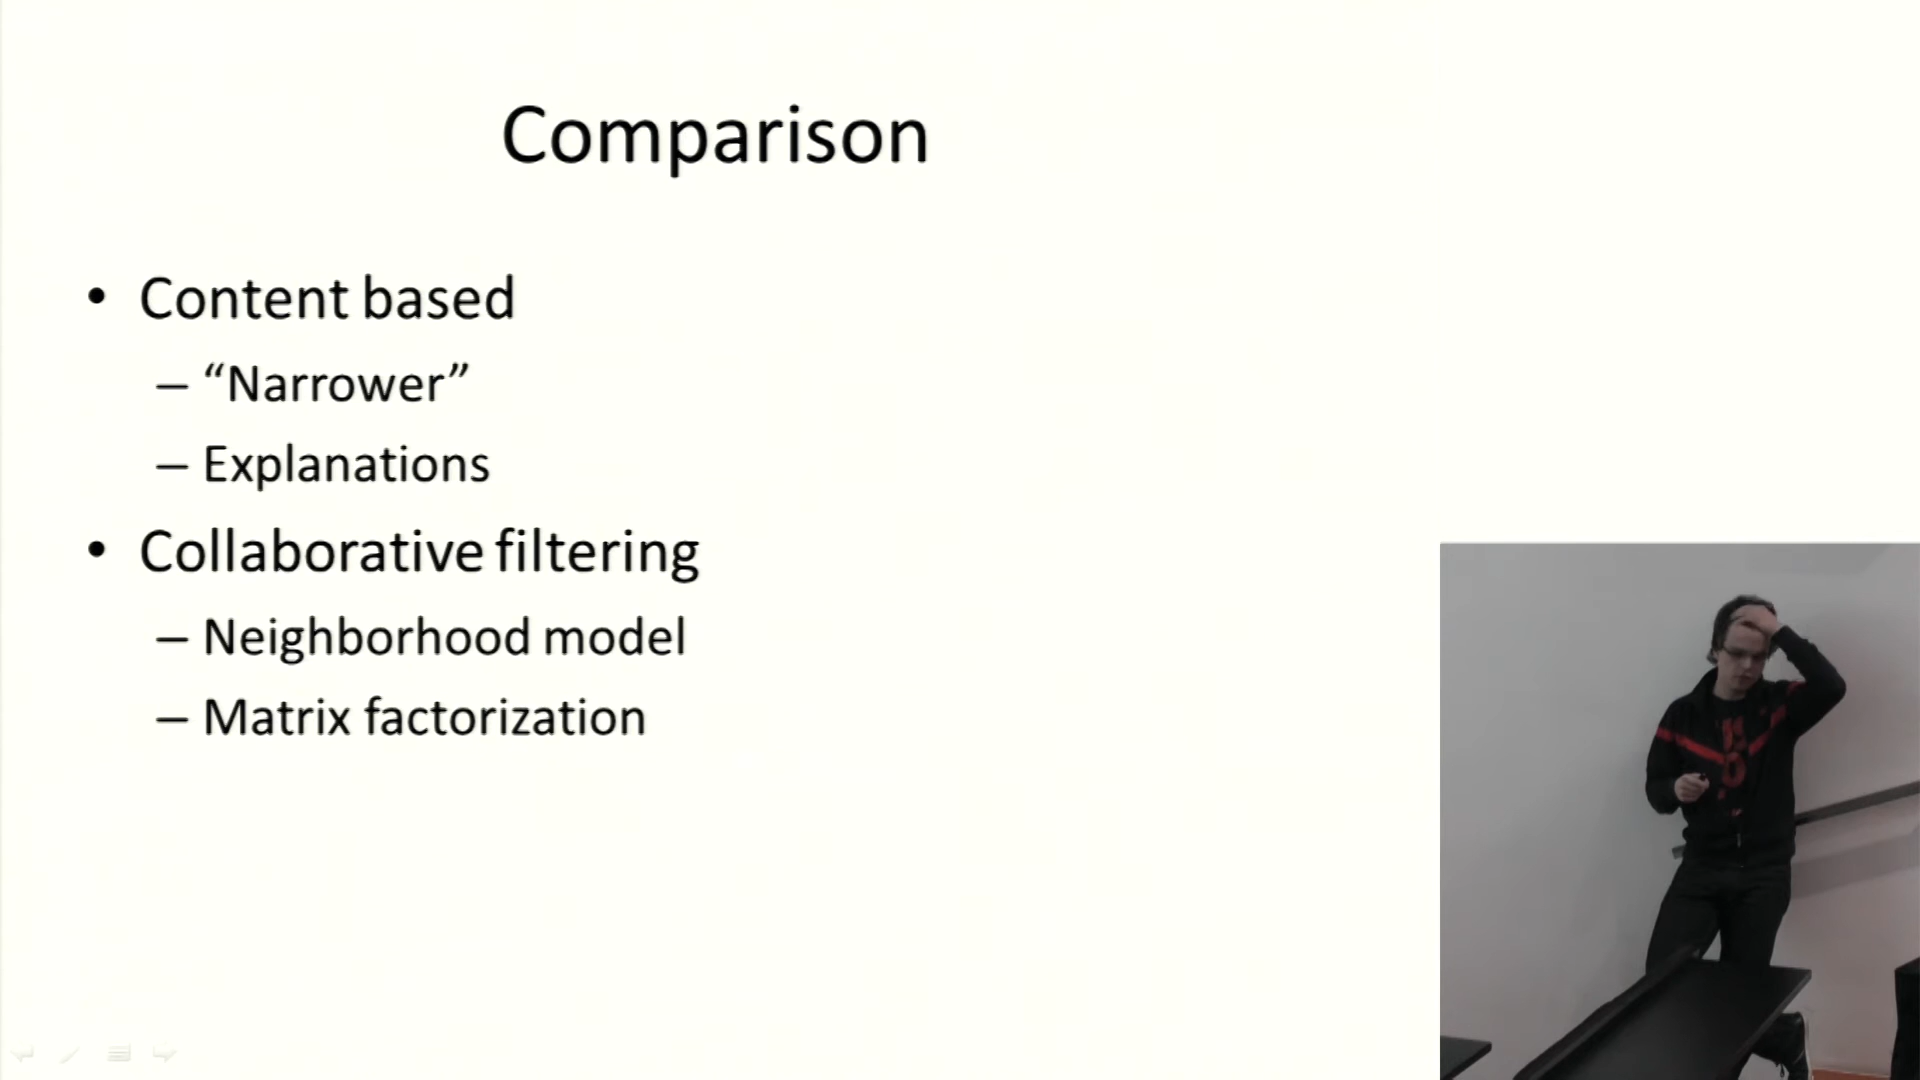 Comparison
• Content based
– “Narrower”
– Explanations
• Collaborative filtering
– Neighborhood model
– Matrix factorization